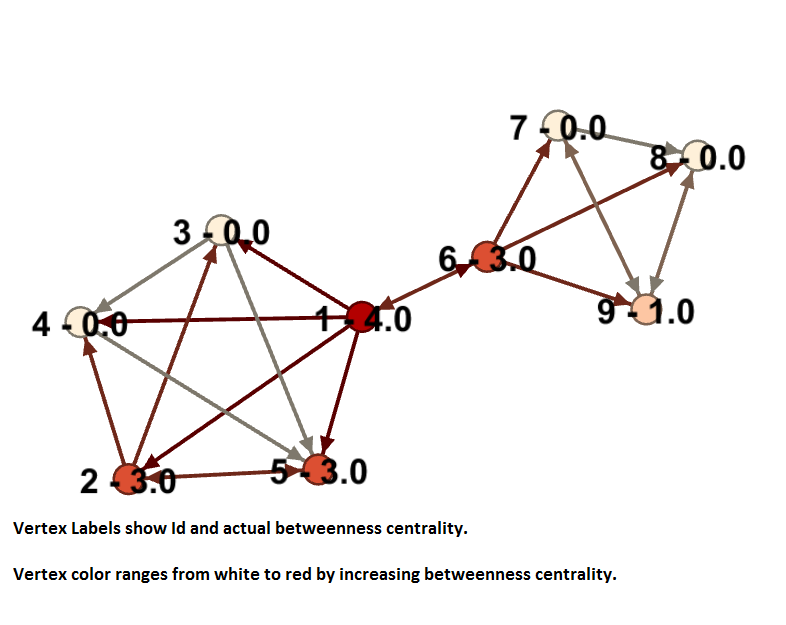 7 - 0.0
8 - 0.0
3 - 0.0
6 - 3.0
9 - 1.0
4 - 0.0
1 - 4.0
2 - 3.0
5 - 3.0
Vertex Labels show Id and actual betweenness centrality.
Vertex color ranges from white to red by increasing betweenness centrality.